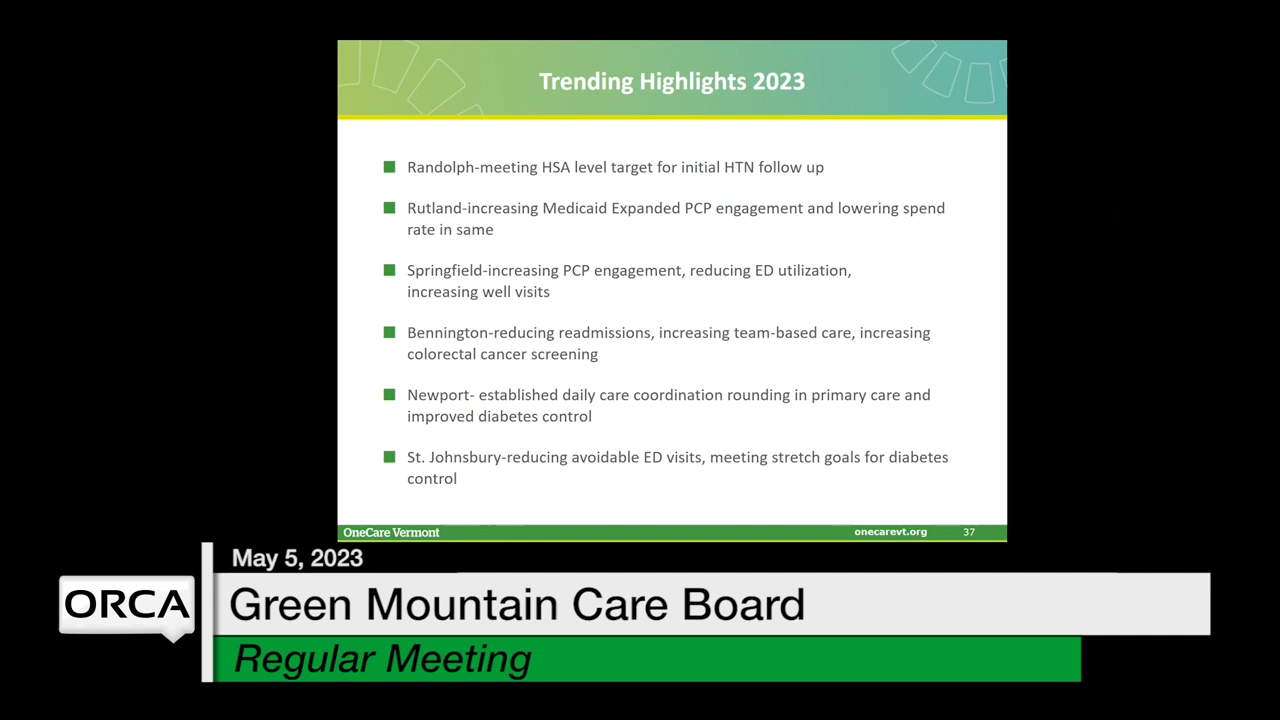 Trending Highlights 2023
Randolph-meeting HSA level target for initial HTN follow up
Rutland-increasing Medicaid Expanded PCP engagement and lowering spend
rate in same
Springfield-increasing PCP engagement, reducing ED utilization,
increasing well visits
Bennington-reducing readmissions, increasing team-based care, increasing
colorectal cancer screening
Newport- established daily care coordination rounding in primary care and
improved diabetes control
St. Johnsbury-reducing avoidable ED visits, meeting stretch goals for diabetes
control
OneCare Vermont
onecarevt.org 37
May 5, 2023
ORCA
Green Mountain Care Board
Regular Meeting